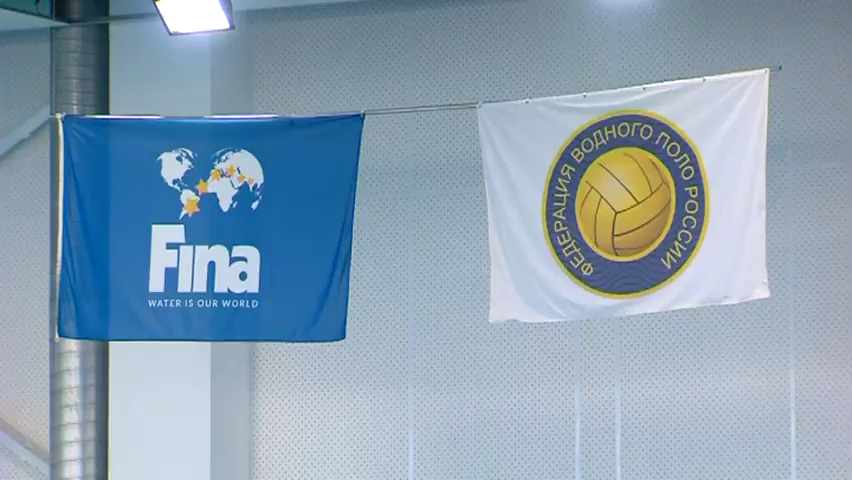 Fina
WATER IS OUR WORLD
ФЕДЕРАЦИЯ ВОДНОГО ПОЛО РОССИИ